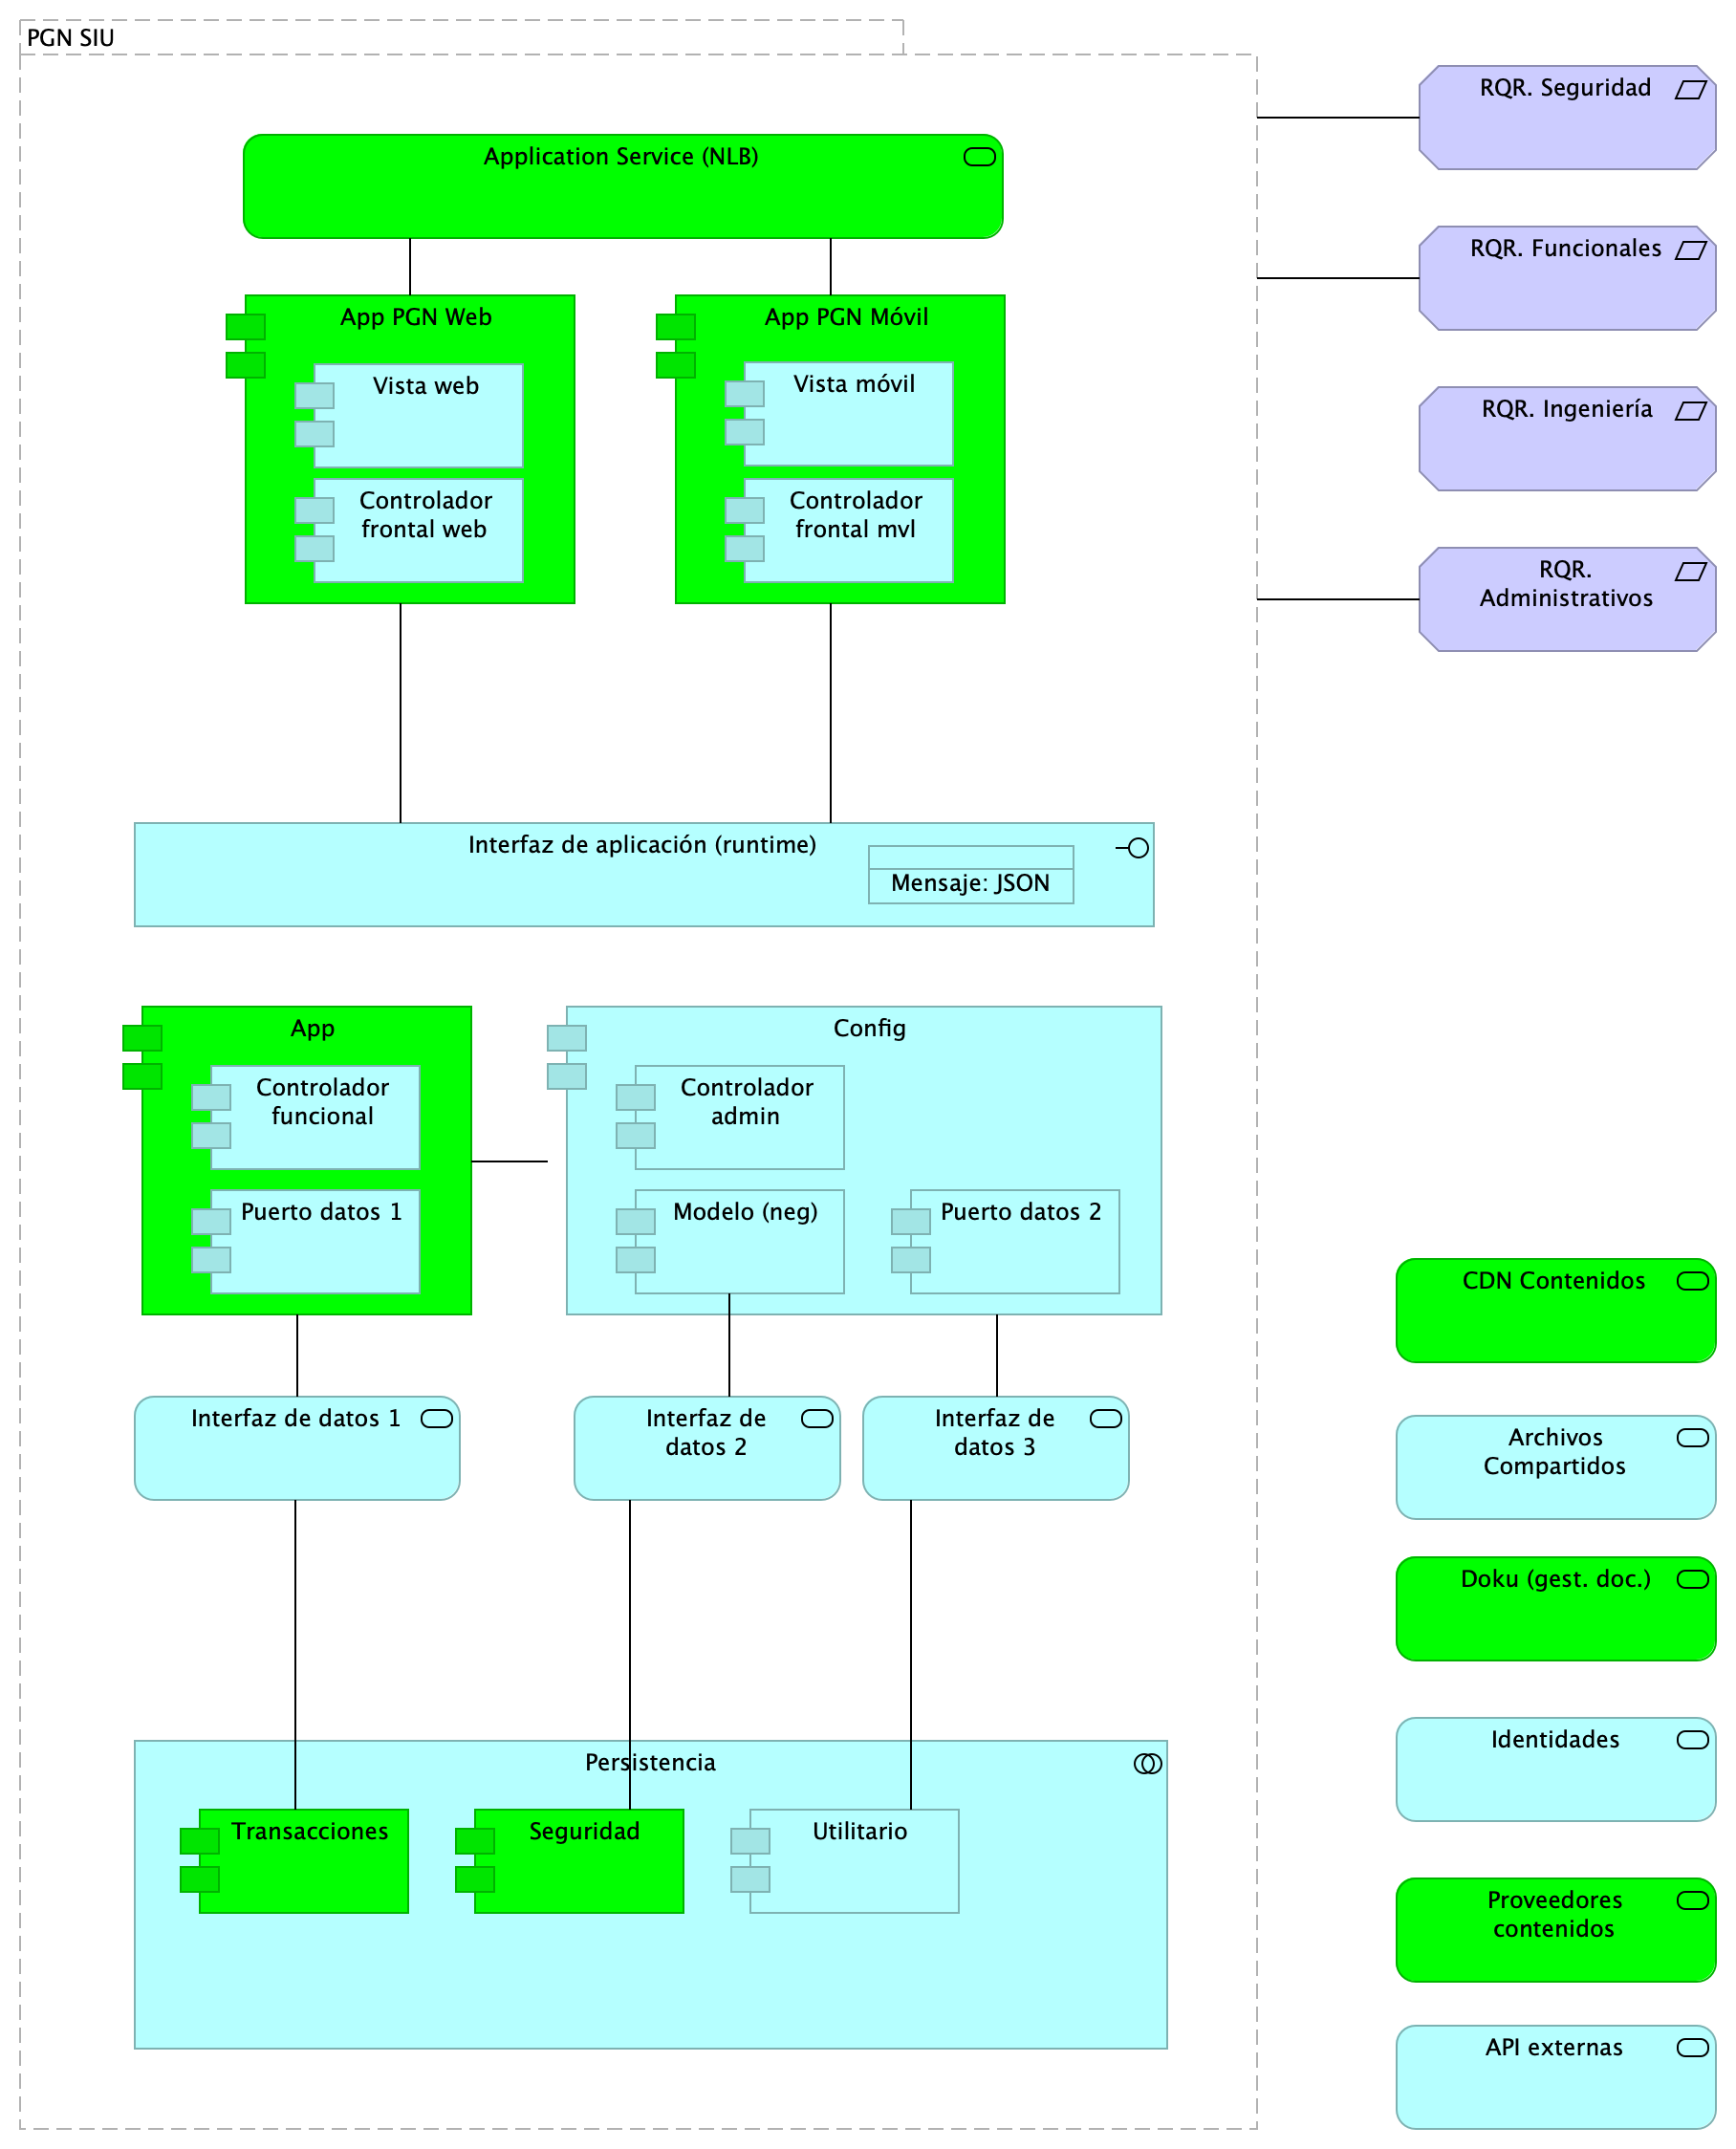 PGN SIU
Application Service (NLB)
App PGN Web
Vista web
Controlador
frontal web
App PGN Móvil
Vista móvil
Controlador
frontal mvl
Interfaz de aplicación (runtime)
Mensaje: JSON
App
Controlador
funcional
Puerto datos 1
Config
Controlador
admin
Modelo (neg)
Puerto datos 2
Interfaz de datos 1
Interfaz de
datos 2
Interfaz de
datos 3
Persistencia
Transacciones
Seguridad
Utilitario
RQR. Seguridad
RQR. Funcionales
RQR. Ingeniería
RQR.
Administrativos
CDN Contenidos
Archivos
Compartidos
Doku (gest. doc.)
Identidades
Proveedores
contenidos
API externas